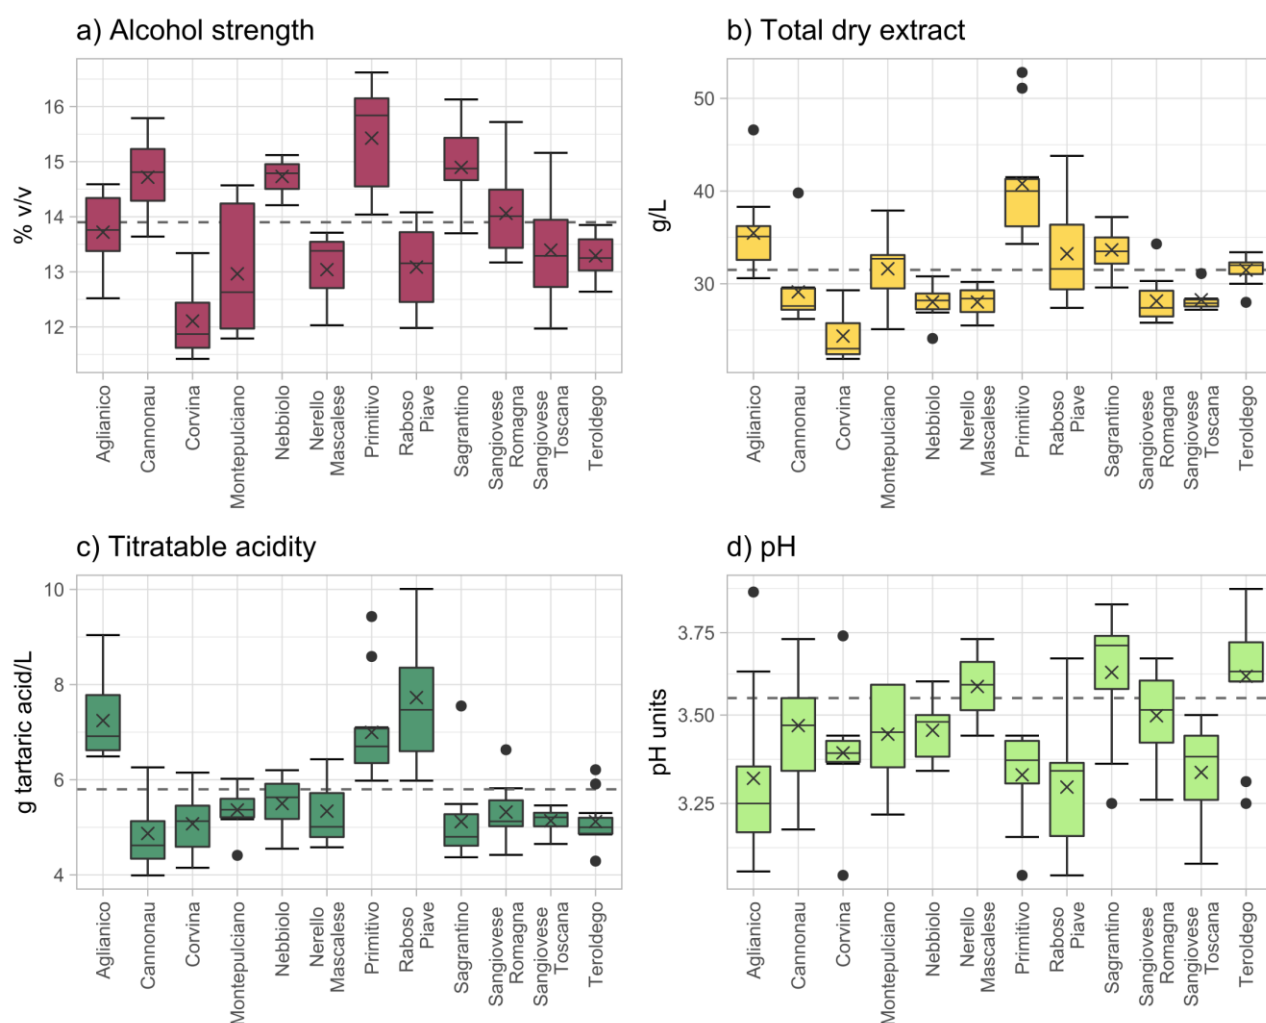 a) Alcohol strength
% v/v
16
15
14
13
12
Aglianico
Cannonau
Corvina
Montepulciano
Nebbiolo
Nerello
Mascalese
Primitivo
Raboso
Piave
Sagrantino
Sangiovese
Romagna
Sangiovese
Toscana
Teroldego
b) Total dry extract
g/L
50
40
30
Aglianico
Cannonau
Corvina
Montepulciano
Nebbiolo
Nerello
Mascalese
Primitivo
Raboso
Piave
Sagrantino
Sangiovese
Romagna
Sangiovese
Toscana
Teroldego
c) Titratable acidity
g tartaric acid/L
10
8
6
4
Aglianico
Cannonau
Corvina
Montepulciano
Nebbiolo
Nerello
Mascalese
Primitivo
Raboso
Piave
Sagrantino
Sangiovese
Romagna
Sangiovese
Toscana
Teroldego
d) pH
pH units
3.75
3.50
3.25
Aglianico
Cannonau
Corvina
Montepulciano
Nebbiolo
Nerello
Mascalese
Primitivo
Raboso
Piave
Sagrantino
Sangiovese
Romagna
Sangiovese
Toscana
Teroldego